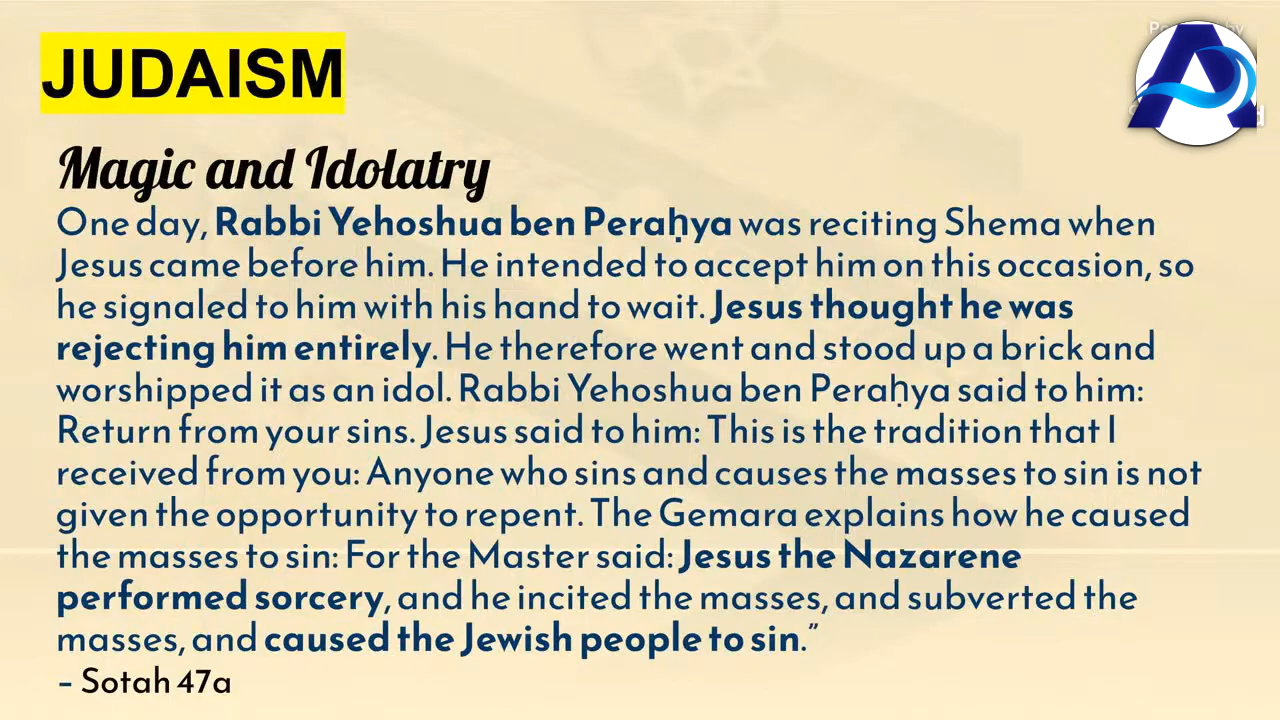 JUDAISM
Magic and Idolatry
One day, Rabbi Yehoshua ben Peraḥya was reciting Shema when
Jesus came before him. He intended to accept him on this occasion, so
he signaled to him with his hand to wait. Jesus thought he was
rejecting him entirely. He therefore went and stood up a brick and
worshipped it as an idol. Rabbi Yehoshua ben Peraḥya said to him:
Return from your sins. Jesus said to him: This is the tradition that I
received from you: Anyone who sins and causes the masses to sin is not
given the opportunity to repent. The Gemara explains how he caused
the masses to sin: For the Master said: Jesus the Nazarene
performed sorcery, and he incited the masses, and subverted the
masses, and caused the Jewish people to sin.”
– Sotah 47a